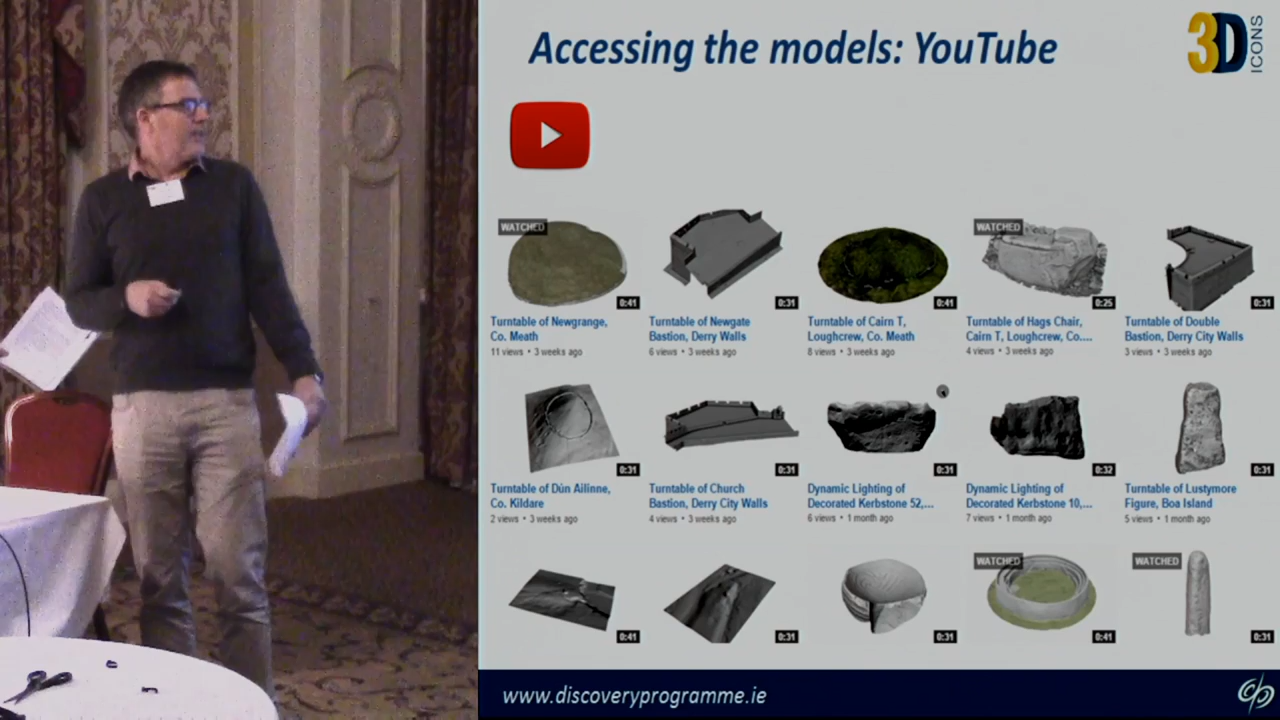 Accessing the models: YouTube
3D
ICONS
WATCHED
0:41
0:31
0:41
WATCHED
0:25
0:31
Turntable of Newgrange,
Co. Meath
11 views • 3 weeks ago
Turntable of Newgate
Bastion, Derry Walls
6 views • 3 weeks ago
Turntable of Cairn T,
Loughcrew, Co. Meath
8 views • 3 weeks ago
Turntable of Hags Chair,
Cairn T, Loughcrew, Co....
4 views • 3 weeks ago
Turntable of Double
Bastion, Derry City Walls
3 views • 3 weeks ago
0:31
0:31
0:31
0:32
0:31
Turntable of Dún Ailinne,
Co. Kildare
2 views • 3 weeks ago
Turntable of Church
Bastion, Derry City Walls
4 views • 3 weeks ago
Dynamic Lighting of
Decorated Kerbstone 52,...
6 views • 1 month ago
Dynamic Lighting of
Decorated Kerbstone 10,...
7 views • 1 month ago
Turntable of Lustymore
Figure, Boa Island
5 views • 1 month ago
0:41
0:31
0:31
WATCHED
0:41
WATCHED
0:31
www.discoveryprogramme.ie